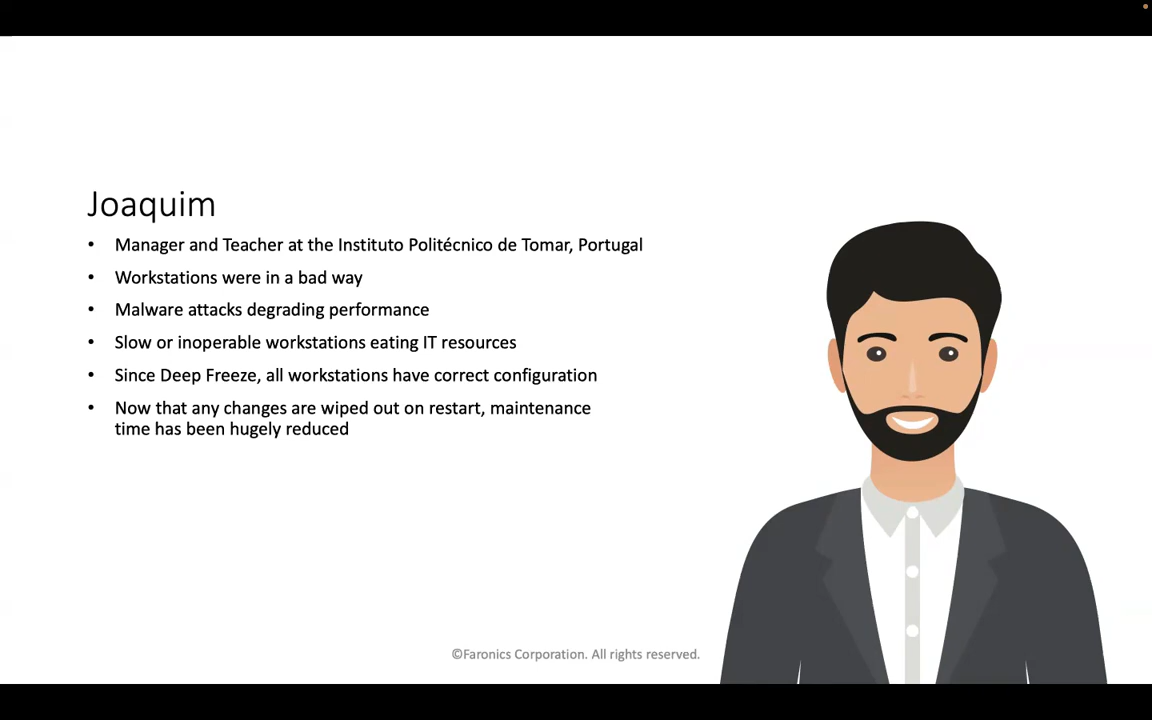 Joaquim
• Manager and Teacher at the Instituto Politécnico de Tomar, Portugal
• Workstations were in a bad way
• Malware attacks degrading performance
• Slow or inoperable workstations eating IT resources
• Since Deep Freeze, all workstations have correct configuration
• Now that any changes are wiped out on restart, maintenance
time has been hugely reduced
©Faronics Corporation. All rights reserved.